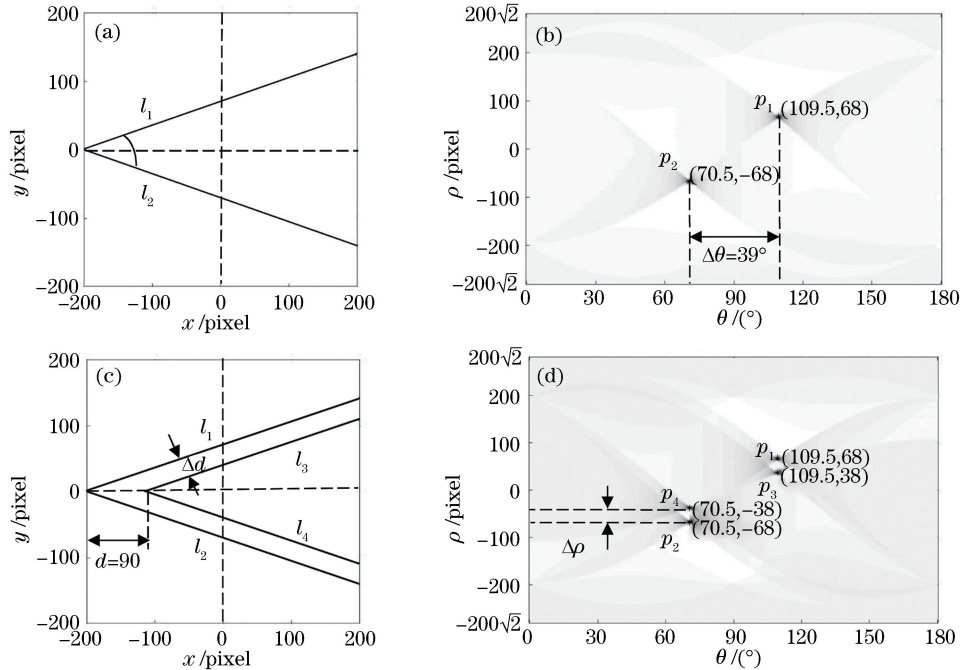 (a)
200
100
0
−100
−200
y/pixel
l₁
l₂
−200 −100 0 100 200
x/pixel
(b)
200√2
200
100
0
−100
−200
−200√2
ρ/pixel
p₁
(109.5,68)
p₂
(70.5,−68)
Δθ=39°
0 30 60 90 120 150 180
θ/(°)
(c)
200
100
0
−100
−200
y/pixel
l₁
Δd
l₃
l₄
l₂
d=90
−200 −100 0 100 200
x/pixel
(d)
200√2
200
100
0
−100
−200
−200√2
ρ/pixel
p₁
(109.5,68)
(109.5,38)
p₃
p₄
(70.5,−38)
(70.5,−68)
p₂
Δρ
0 30 60 90 120 150 180
θ/(°)